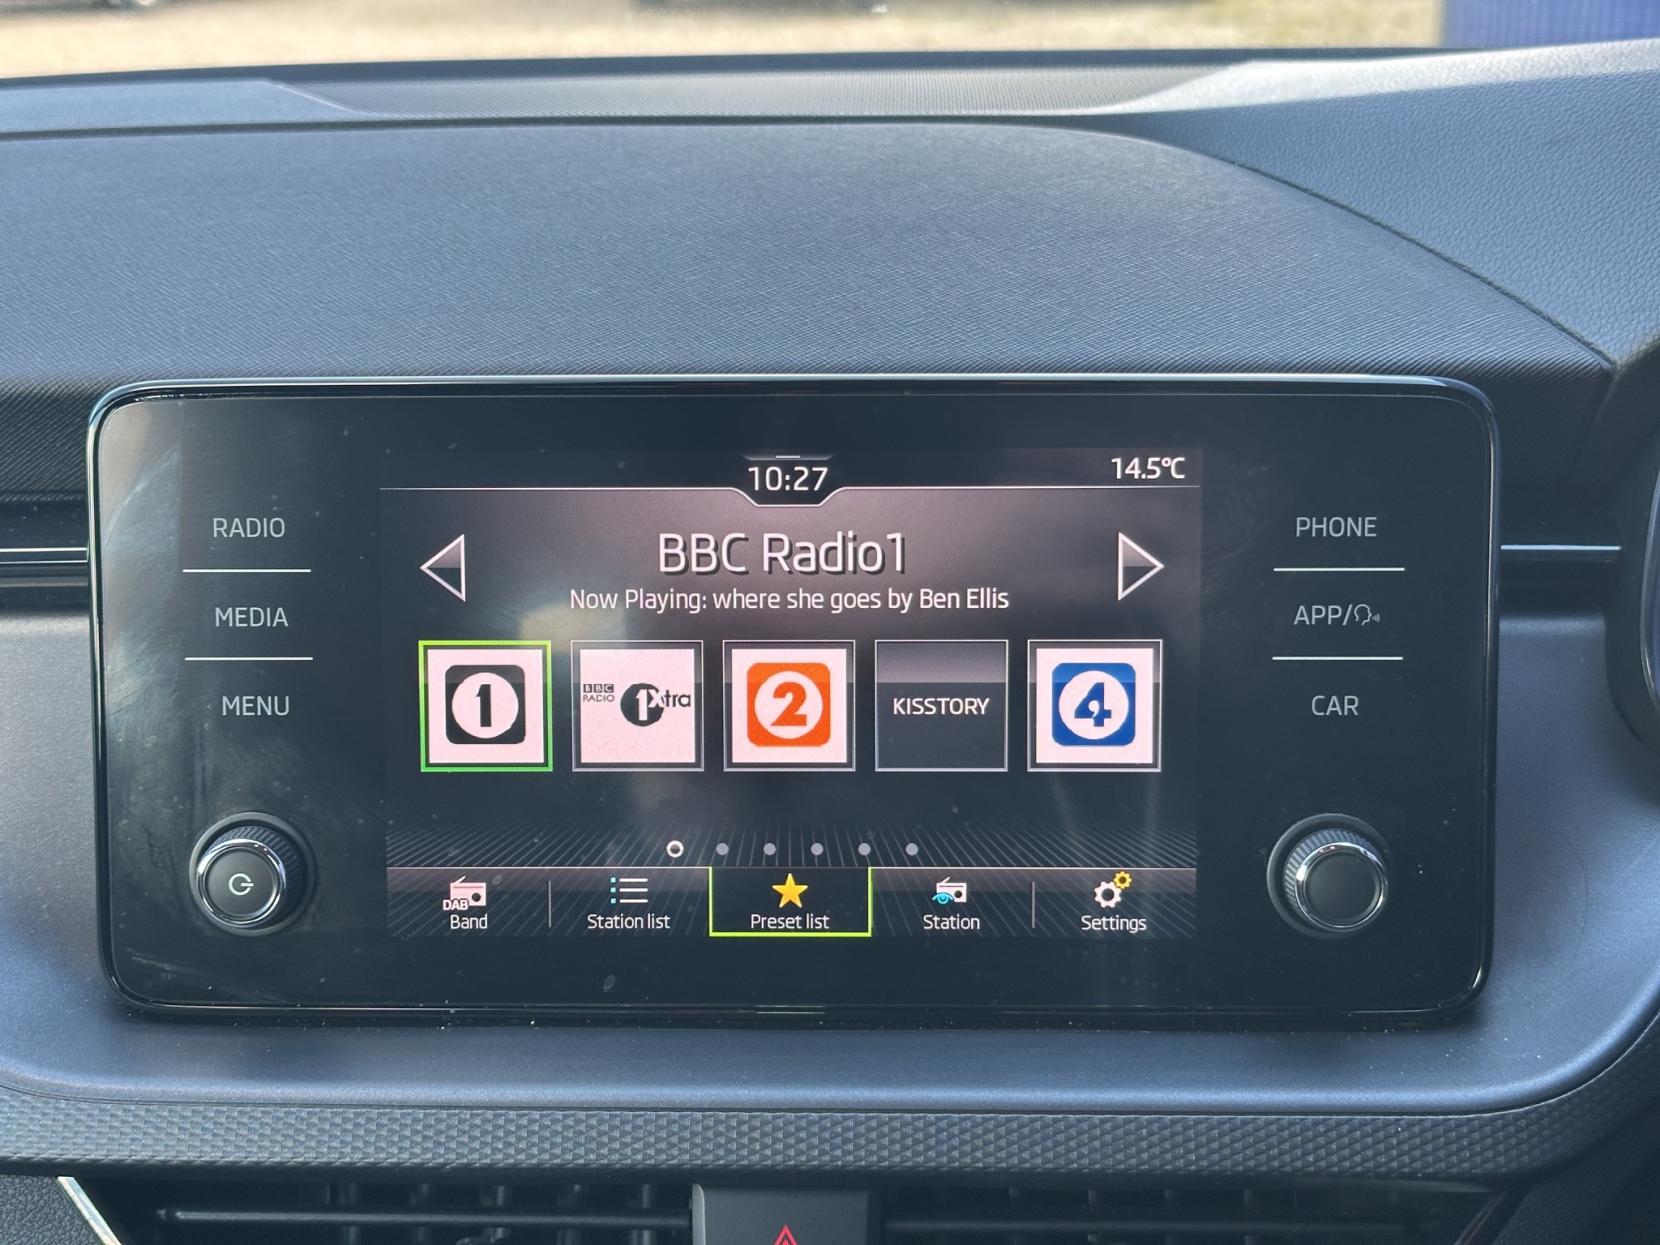 10:27
14.5°C
RADIO
MEDIA
MENU
PHONE
APP/
CAR
BBC Radio1
Now Playing: where she goes by Ben Ellis
1
BBC RADIO 1Xtra
2
KISSTORY
4
DAB
Band
Station list
Preset list
Station
Settings